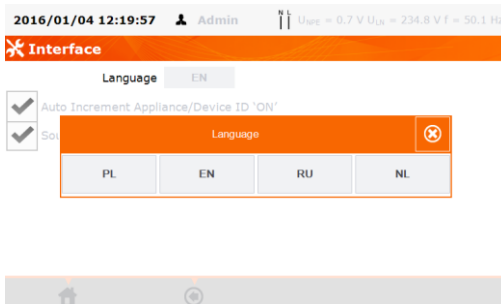 2016/01/04 12:19:57 Admin N L U_NPE = 0.7 V U_LN = 234.8 V f = 50.1 Hz
Interface
Language EN
Auto Increment Appliance/Device ID 'ON'
Language
PL EN RU NL